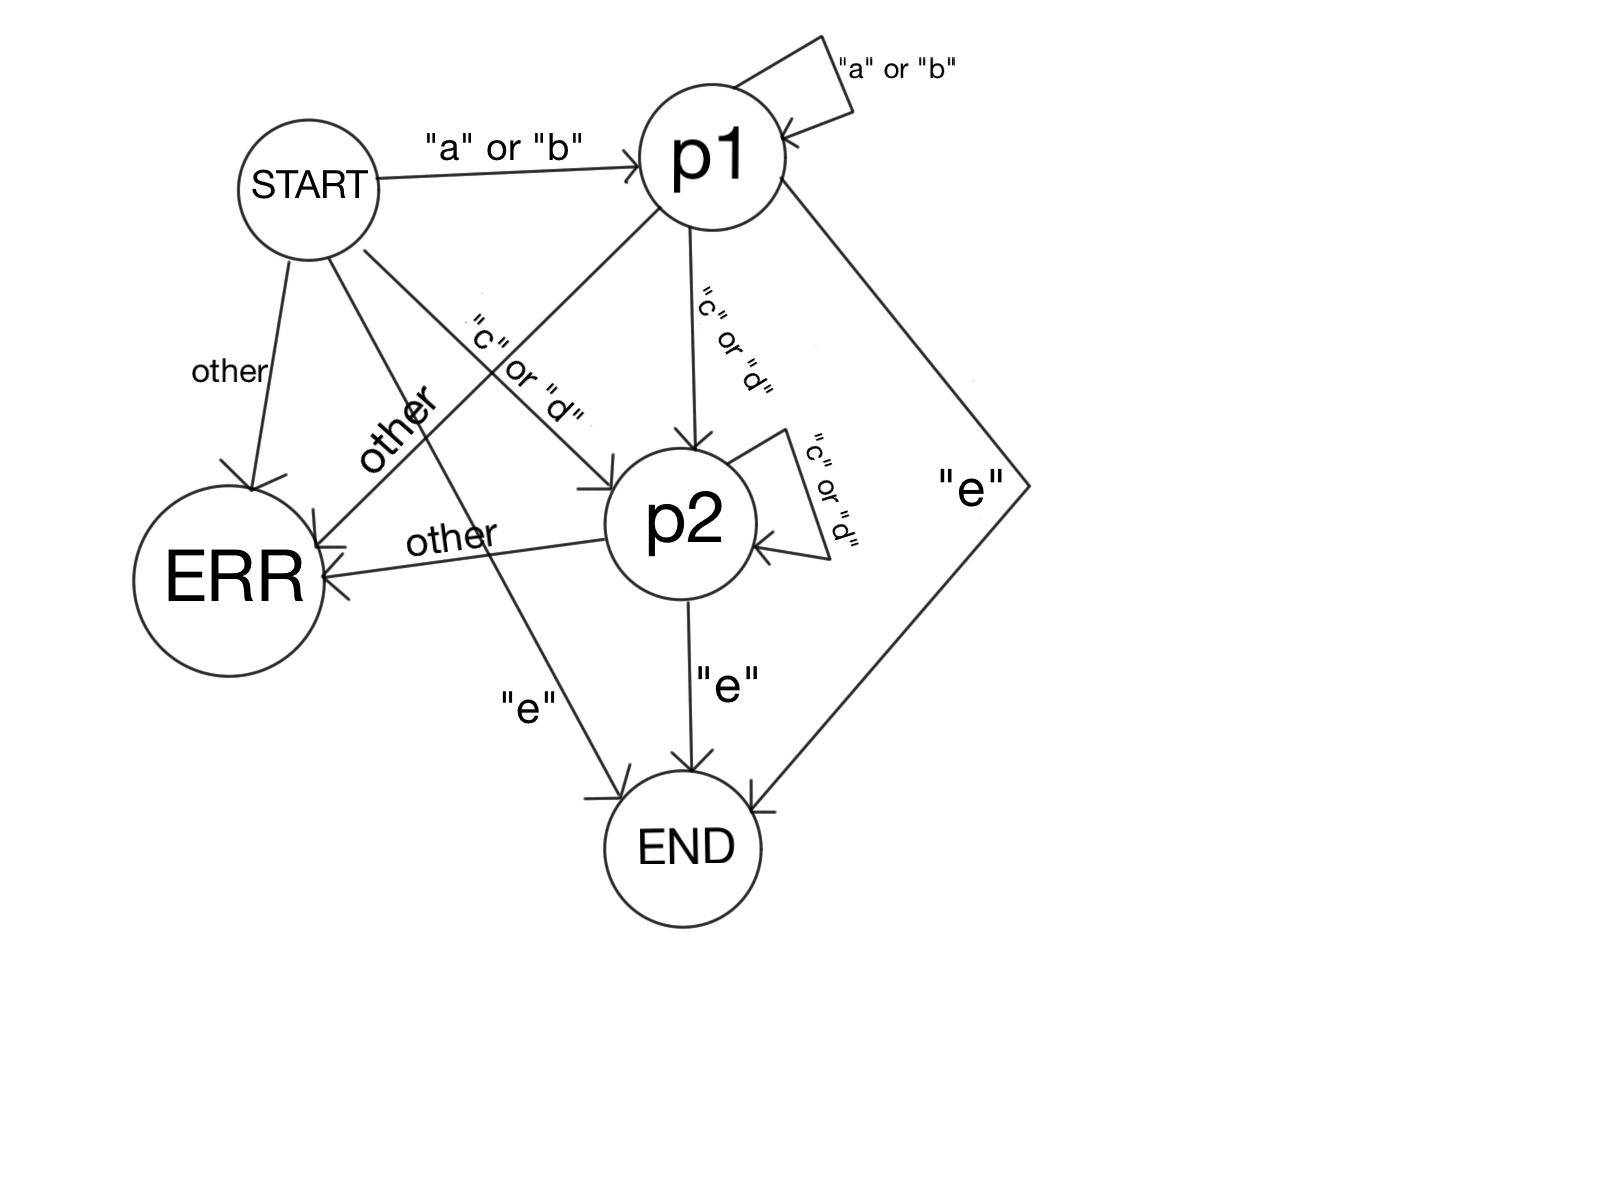 "a" or "b"
"a" or "b"
p1
START
"c" or "d"
"c" or "d"
other
other
"c" or "d"
"e"
p2
other
ERR
"e"
"e"
END